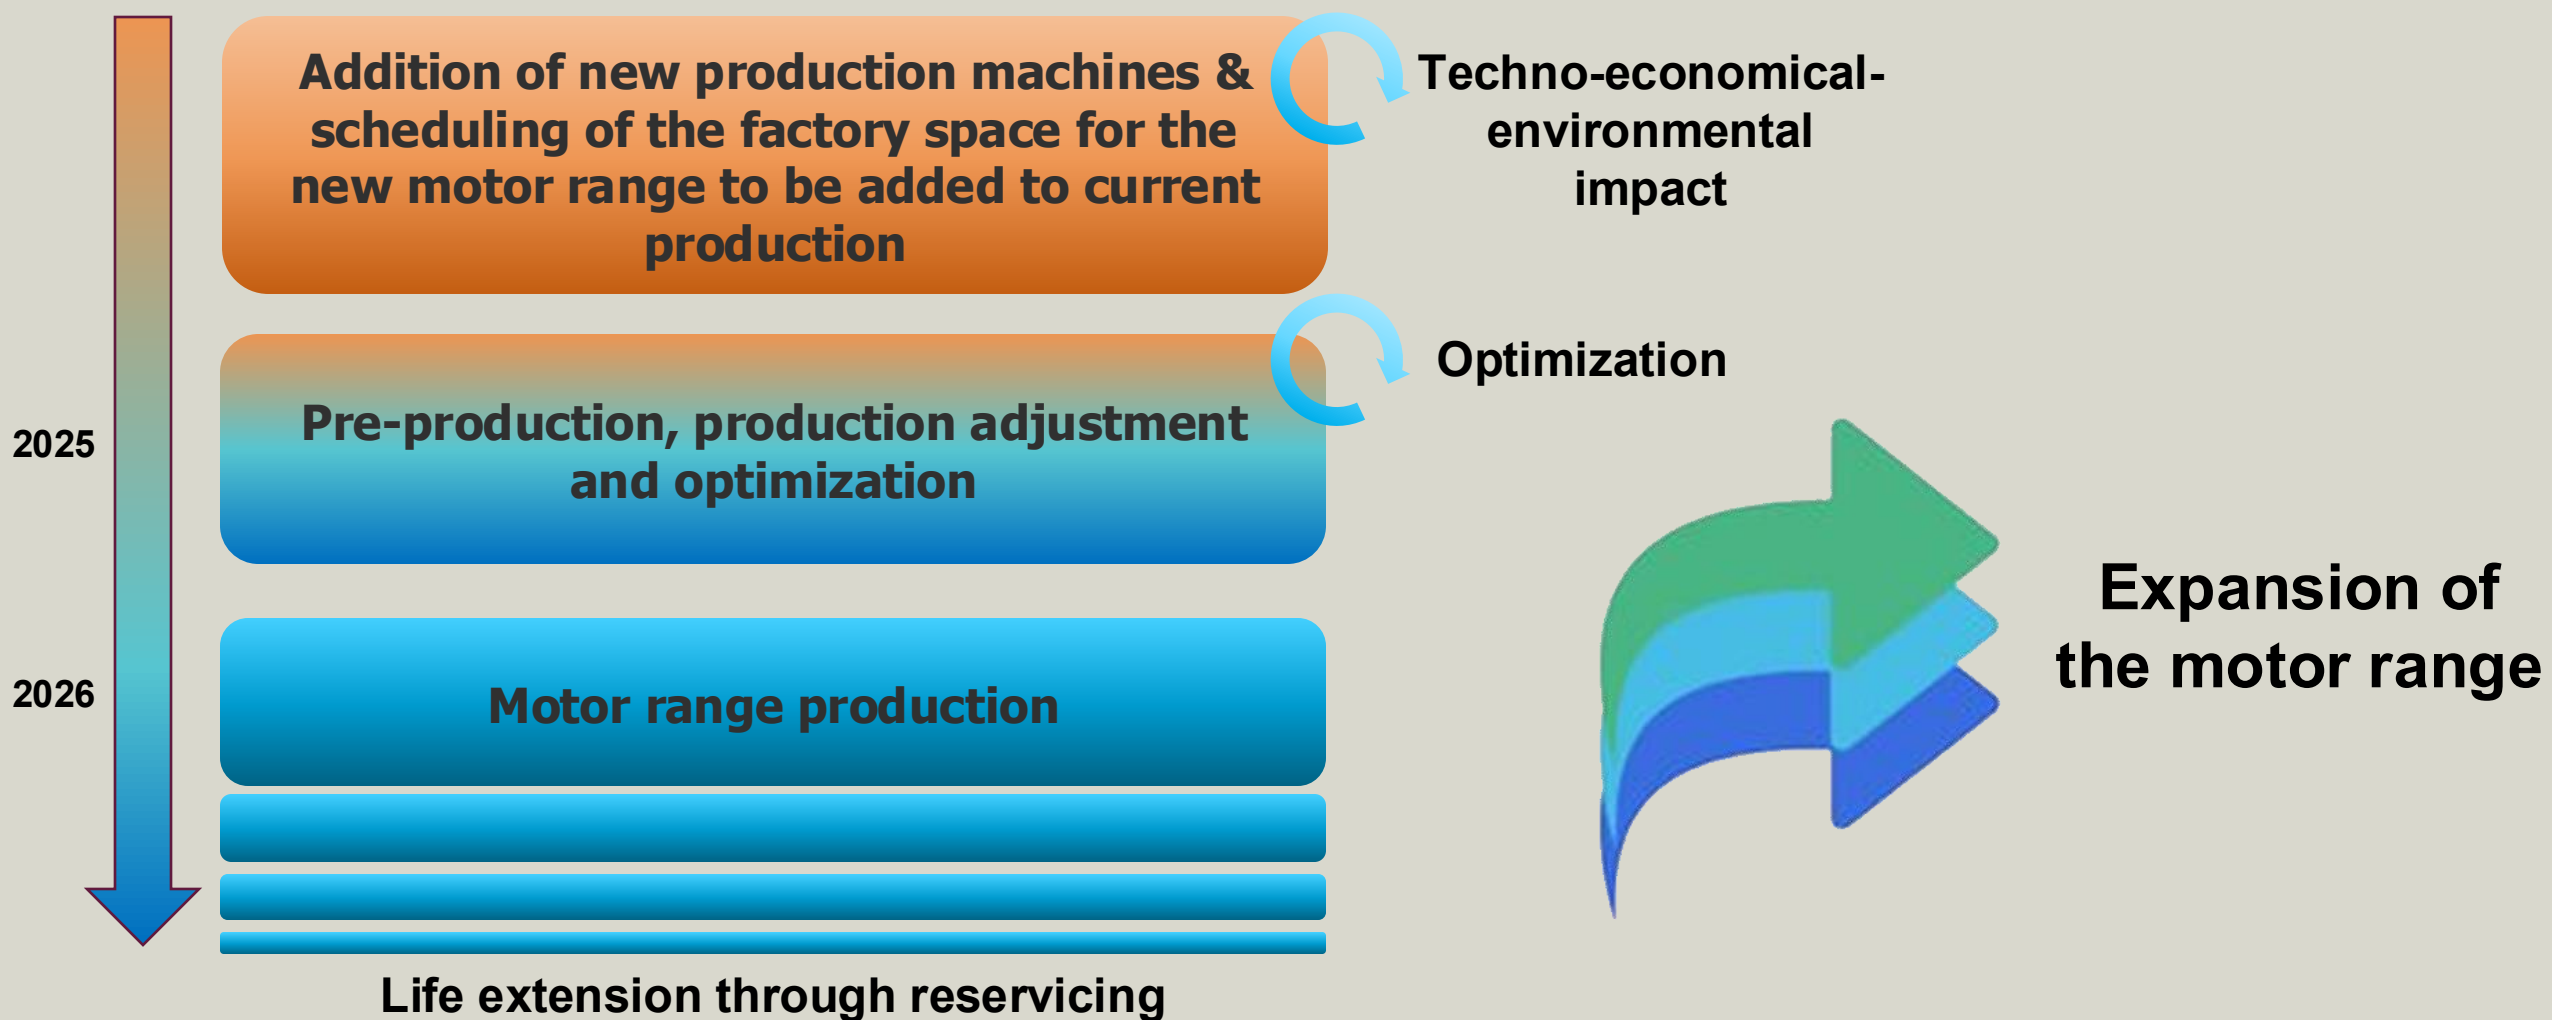 Addition of new production machines &
scheduling of the factory space for the
new motor range to be added to current
production
Techno-economical-
environmental
impact
Optimization
2025
Pre-production, production adjustment
and optimization
Expansion of
the motor range
2026
Motor range production
Life extension through reservicing